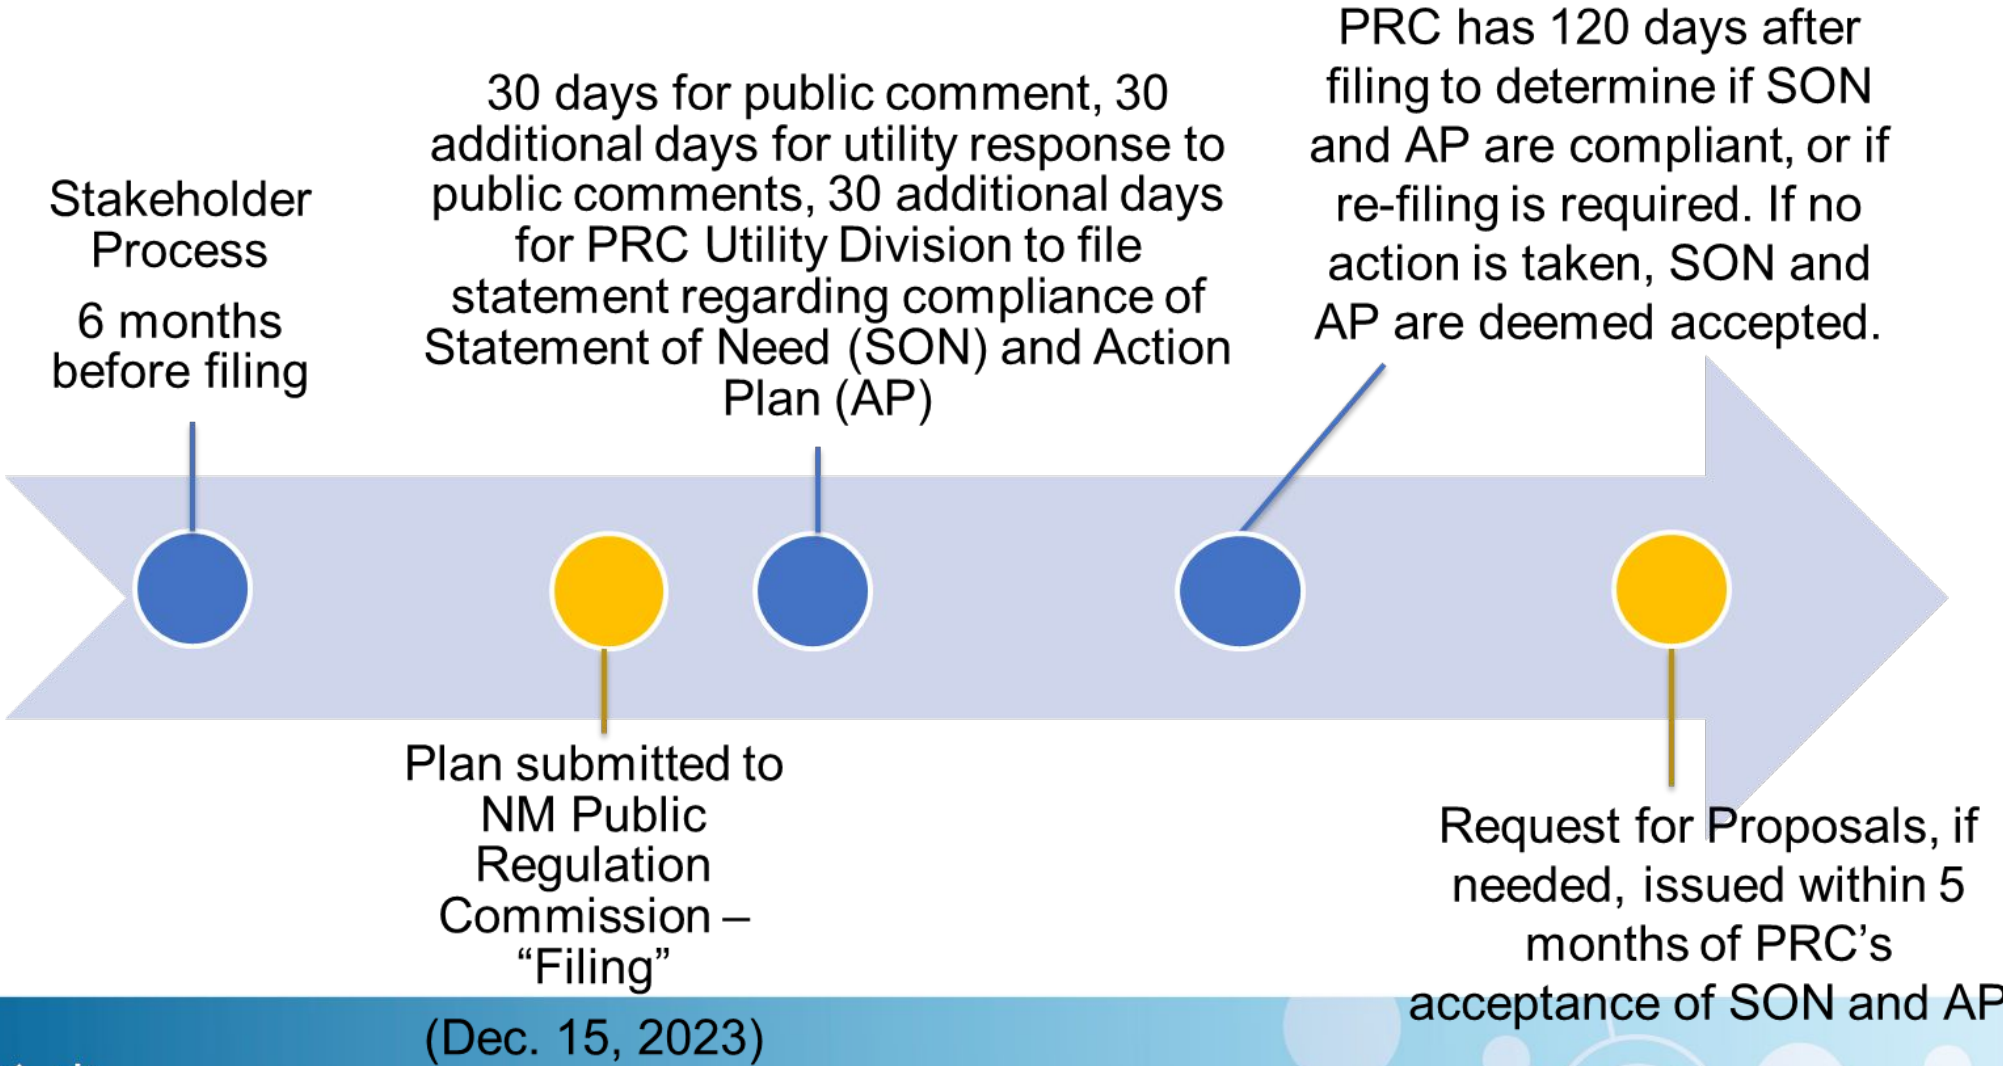 Stakeholder
Process
6 months
before filing
30 days for public comment, 30
additional days for utility response to
public comments, 30 additional days
for PRC Utility Division to file
statement regarding compliance of
Statement of Need (SON) and Action
Plan (AP)
PRC has 120 days after
filing to determine if SON
and AP are compliant, or if
re-filing is required. If no
action is taken, SON and
AP are deemed accepted.
Plan submitted to
NM Public
Regulation
Commission –
“Filing”
(Dec. 15, 2023)
Request for Proposals, if
needed, issued within 5
months of PRC’s
acceptance of SON and AP